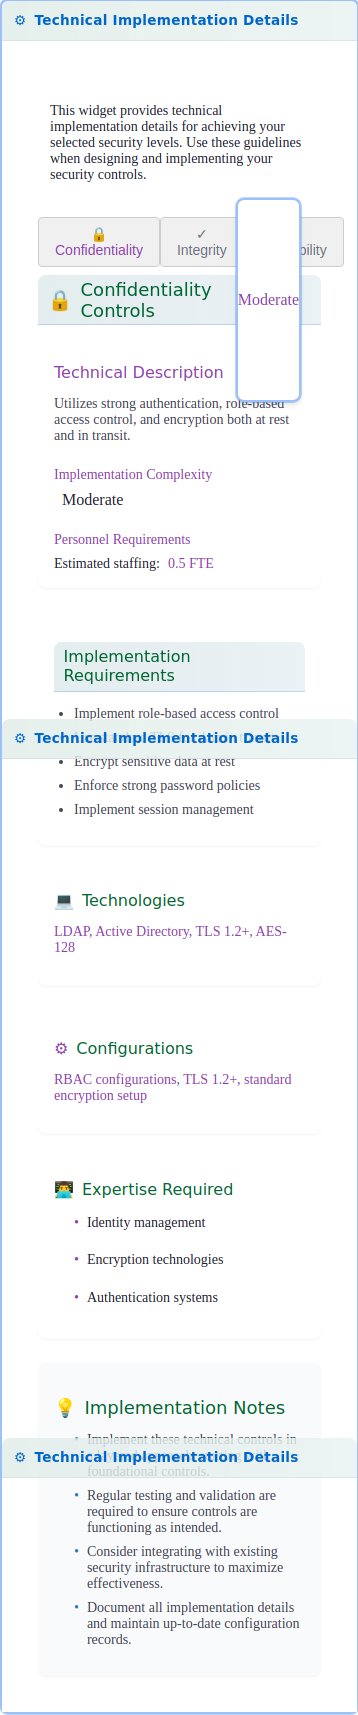 ⚙ Technical Implementation Details
This widget provides technical
implementation details for achieving your
selected security levels. Use these guidelines
when designing and implementing your
security controls.
🔒 Confidentiality
✓ Integrity
bility
Moderate
🔒 Confidentiality
Controls
Technical Description
Utilizes strong authentication, role-based
access control, and encryption both at rest
and in transit.
Implementation Complexity
Moderate
Personnel Requirements
Estimated staffing: 0.5 FTE
Implementation
Requirements
• Implement role-based access control
⚙ Technical Implementation Details
• Encrypt sensitive data at rest
• Enforce strong password policies
• Implement session management
💻 Technologies
LDAP, Active Directory, TLS 1.2+, AES-
128
⚙ Configurations
RBAC configurations, TLS 1.2+, standard
encryption setup
👨‍💻 Expertise Required
• Identity management
• Encryption technologies
• Authentication systems
💡 Implementation Notes
• Implement these technical controls in
⚙ Technical Implementation Details
foundational controls.
• Regular testing and validation are
required to ensure controls are
functioning as intended.
• Consider integrating with existing
security infrastructure to maximize
effectiveness.
• Document all implementation details
and maintain up-to-date configuration
records.